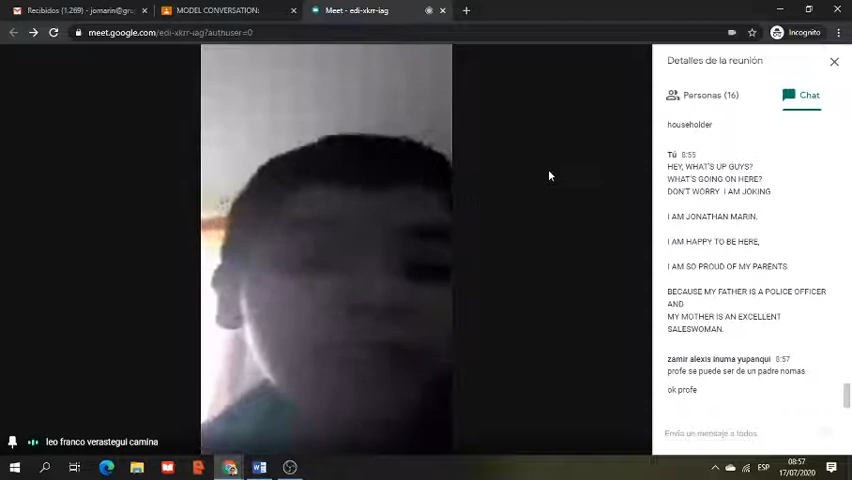 Recibidos (1.269) - jomarin@gru
MODEL CONVERSATION:
Meet - edi-xkrr-iag
meet.google.com/edi-xkrr-iag?authuser=0
Incognito
Detalles de la reunión
Personas (16)
Chat
householder
Tú 8:55
HEY, WHAT'S UP GUYS?
WHAT'S GOING ON HERE?
DON'T WORRY I AM JOKING
I AM JONATHAN MARIN.
I AM HAPPY TO BE HERE,
I AM SO PROUD OF MY PARENTS
BECAUSE MY FATHER IS A POLICE OFFICER
AND
MY MOTHER IS AN EXCELLENT
SALESWOMAN.
zamir alexis inuma yupanqui 8:57
profe se puede ser de un padre nomas
ok profe
Envía un mensaje a todos
leo franco verastegui camina
ESP
08:57
17/07/2020